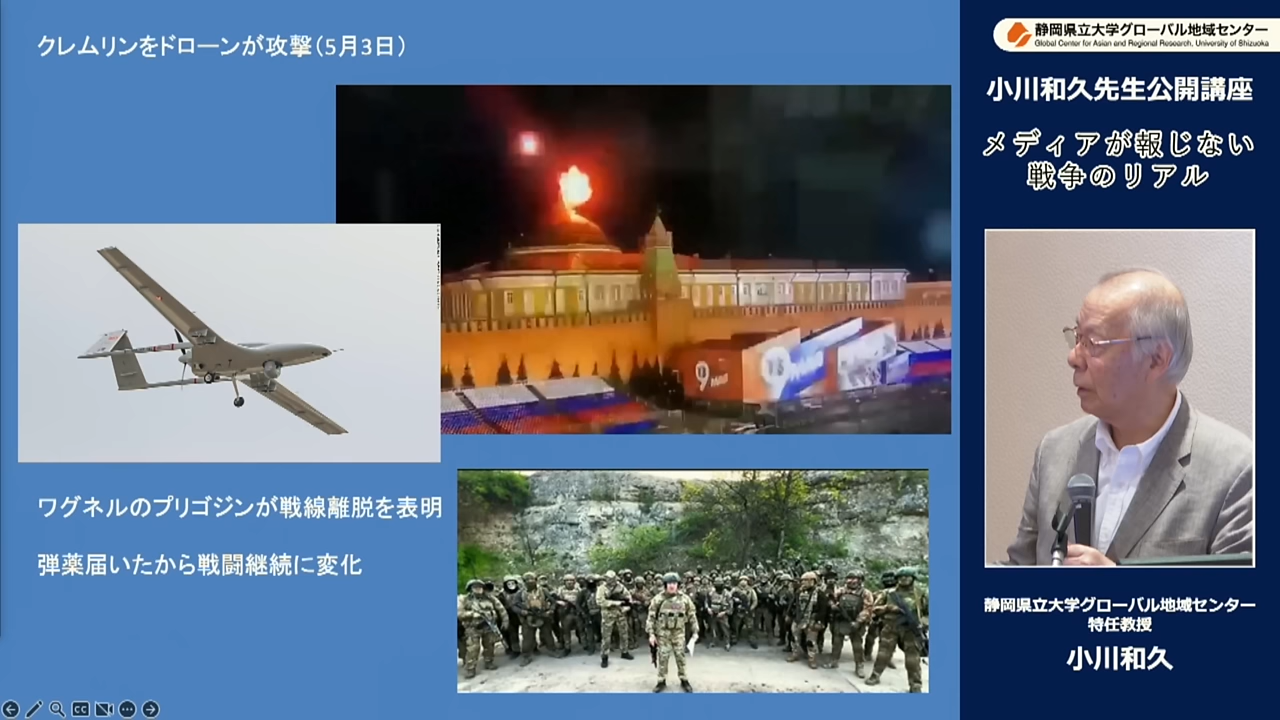 クレムリンをドローンが攻撃（5月3日）
9
ワグネルのプリゴジンが戦線離脱を表明
弾薬届いたから戦闘継続に変化
CC
静岡県立大学グローバル地域センター
Global Center for Asian and Regional Research, University of Shizuoka
小川和久先生公開講座
メディアが報じない
戦争のリアル
静岡県立大学グローバル地域センター
特任教授
小川和久